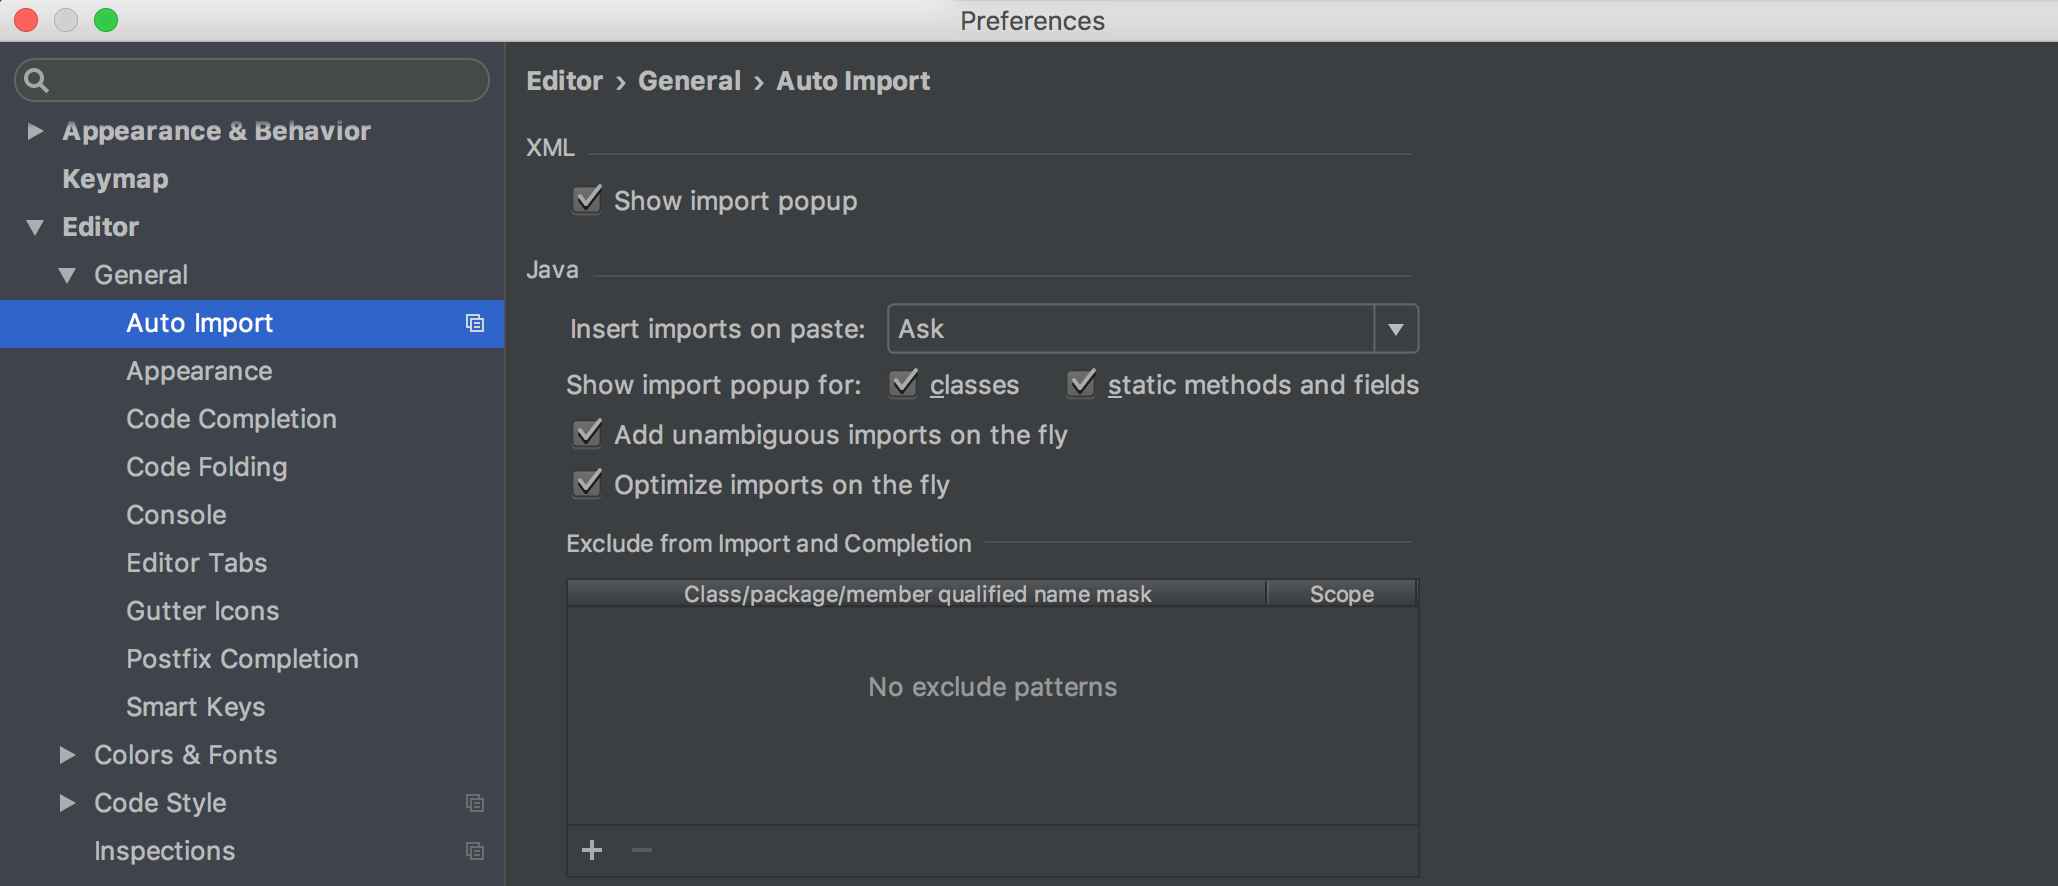 Preferences
Appearance & Behavior
Keymap
Editor
General
Auto Import
Appearance
Code Completion
Code Folding
Console
Editor Tabs
Gutter Icons
Postfix Completion
Smart Keys
Colors & Fonts
Code Style
Inspections
Editor › General › Auto Import
XML
Show import popup
Java
Insert imports on paste: Ask
Show import popup for: classes static methods and fields
Add unambiguous imports on the fly
Optimize imports on the fly
Exclude from Import and Completion
Class/package/member qualified name mask Scope
No exclude patterns